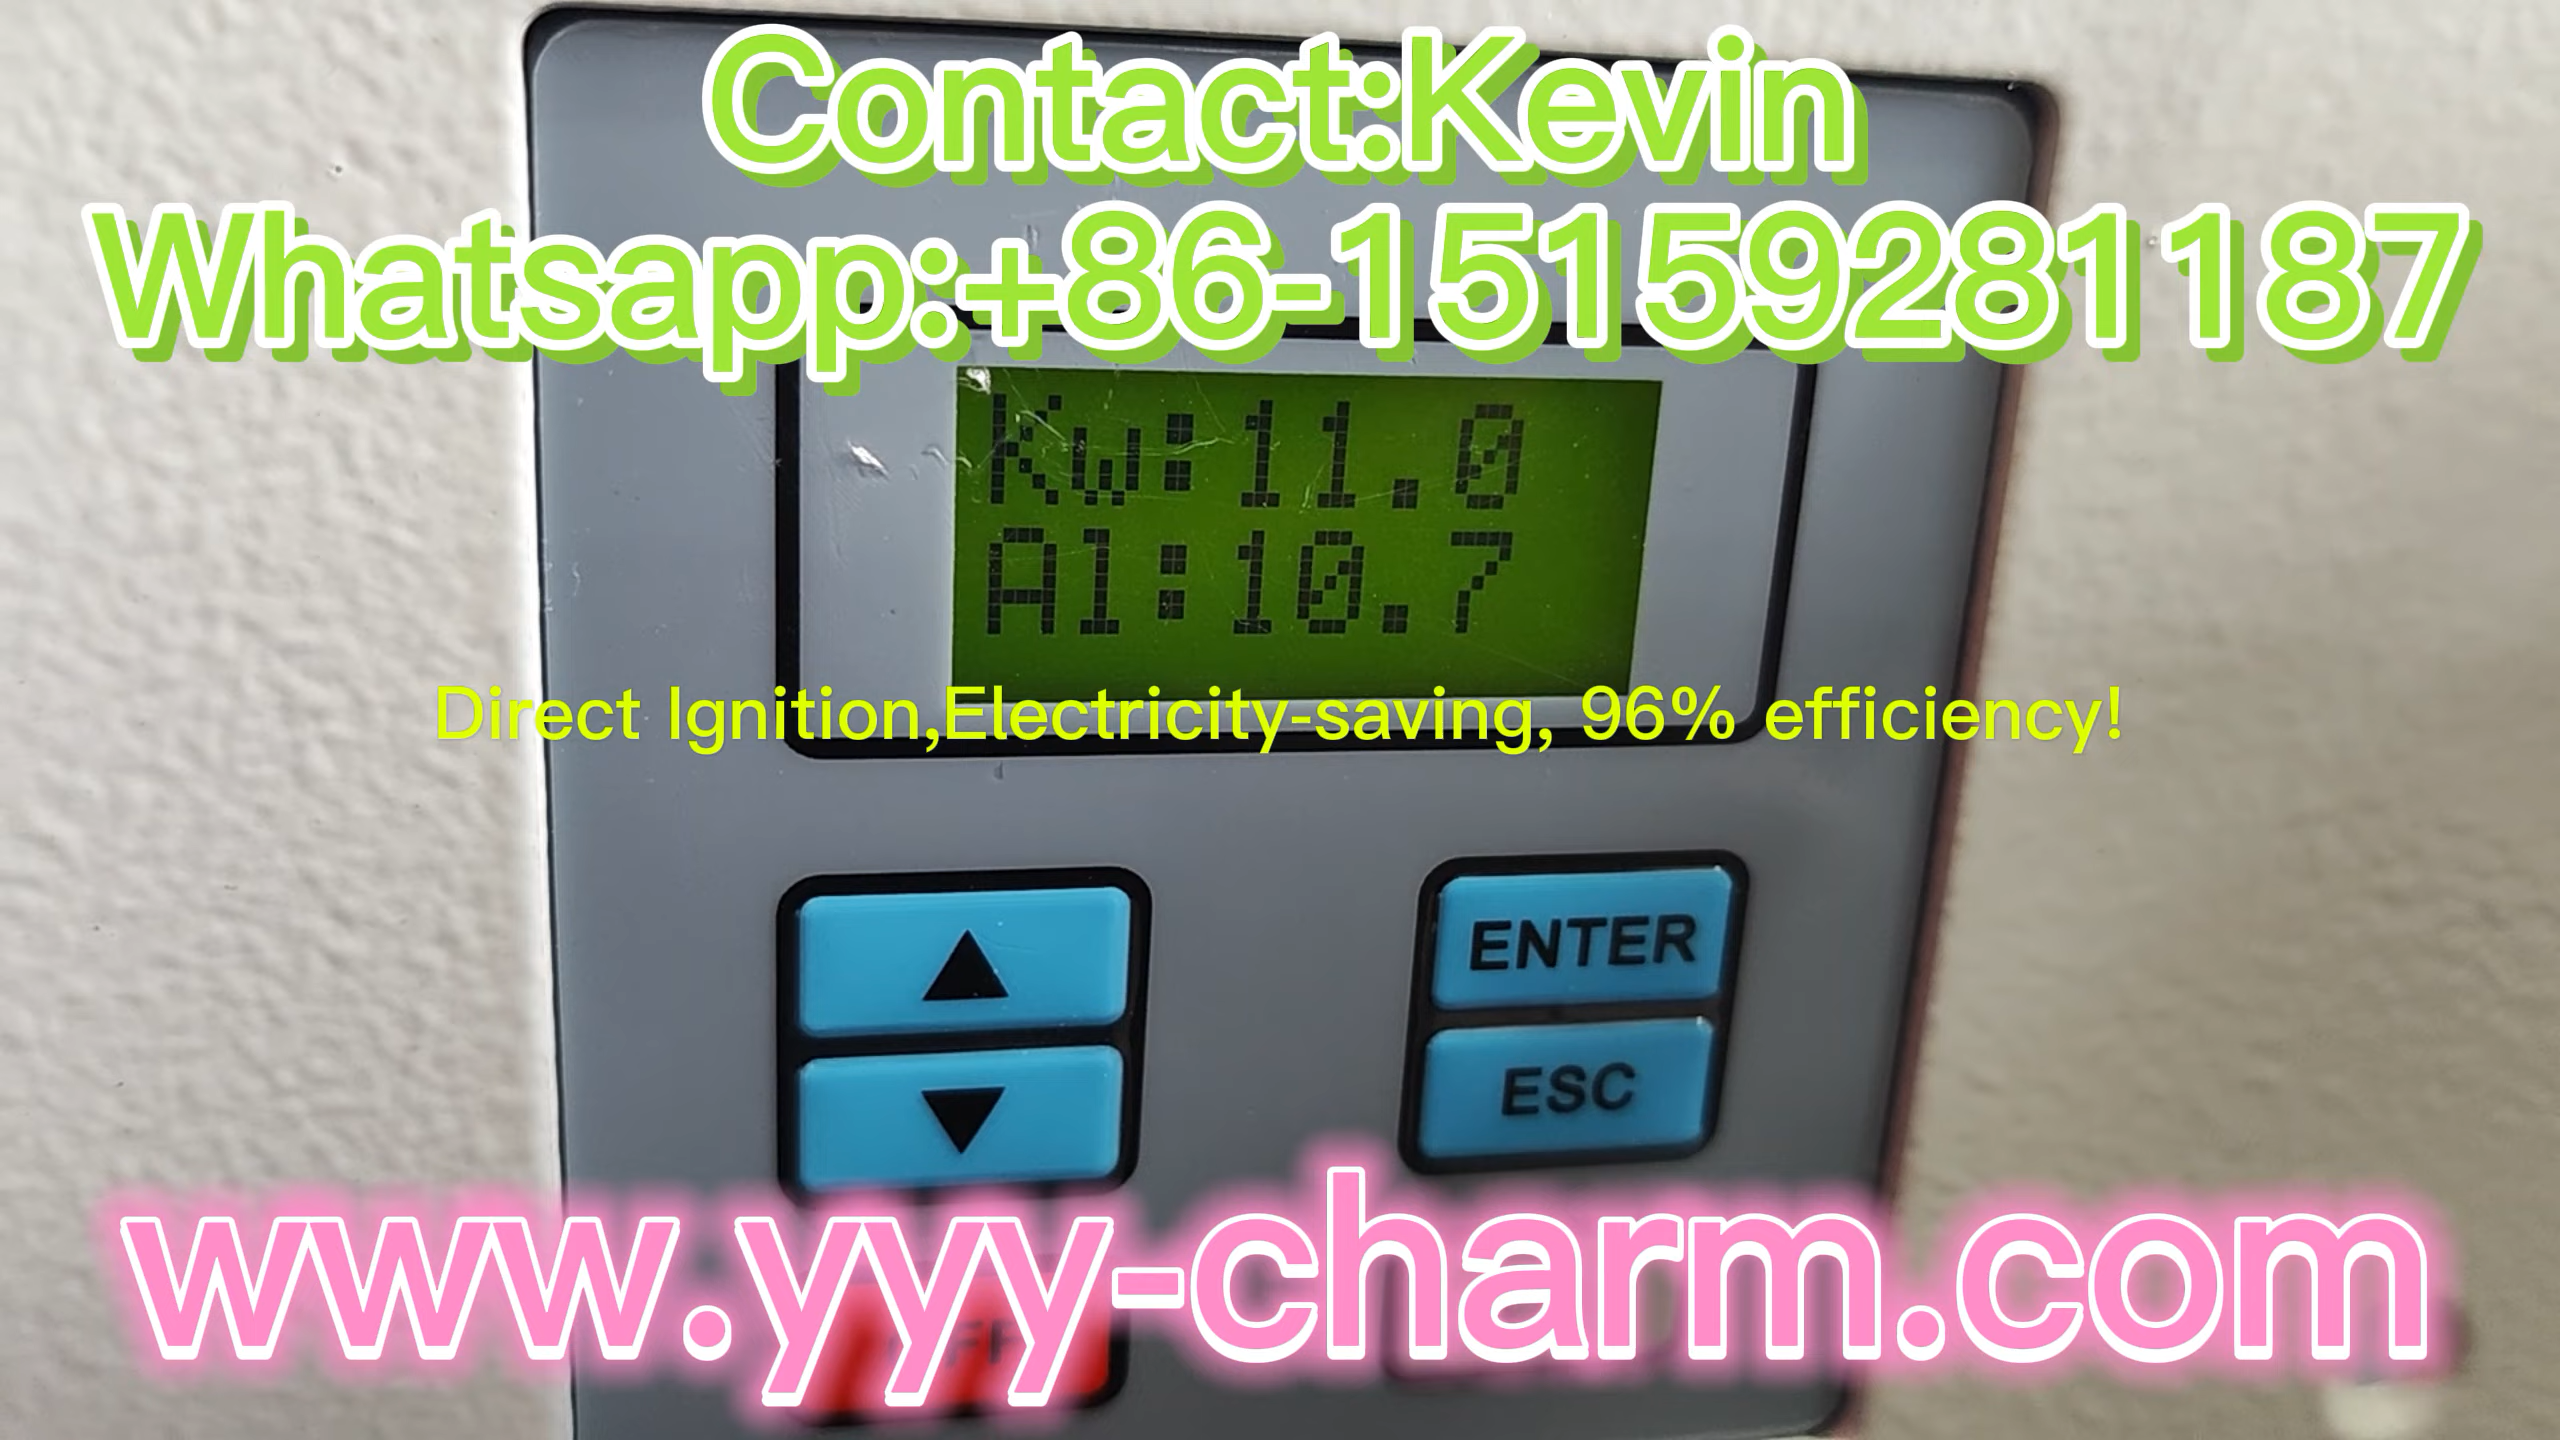 Contact:Kevin
Whatsapp:+86-15159281187
Kw:11.0
Al:10.7
Direct Ignition,Electricity-saving, 96% efficiency!
ENTER
ESC
www.yyy-charm.com